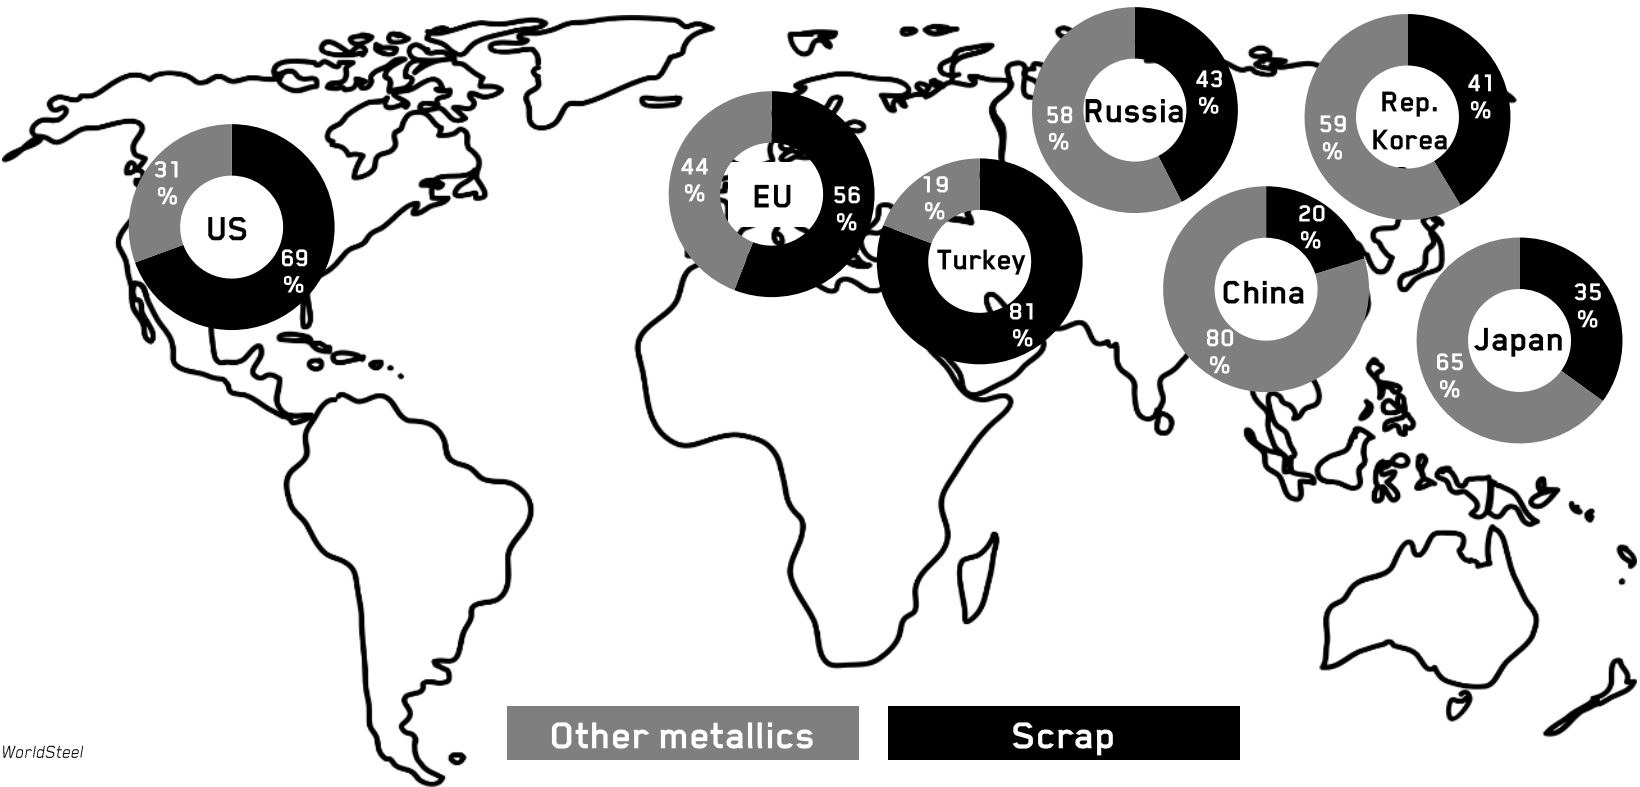 31
%
US
69
%
44
%
EU
56
%
19
%
Turkey
81
%
58
%
Russia
43
%
59
%
Rep.
Korea
41
%
20
%
China
80
%
35
%
Japan
65
%
Other metallics
Scrap
WorldSteel